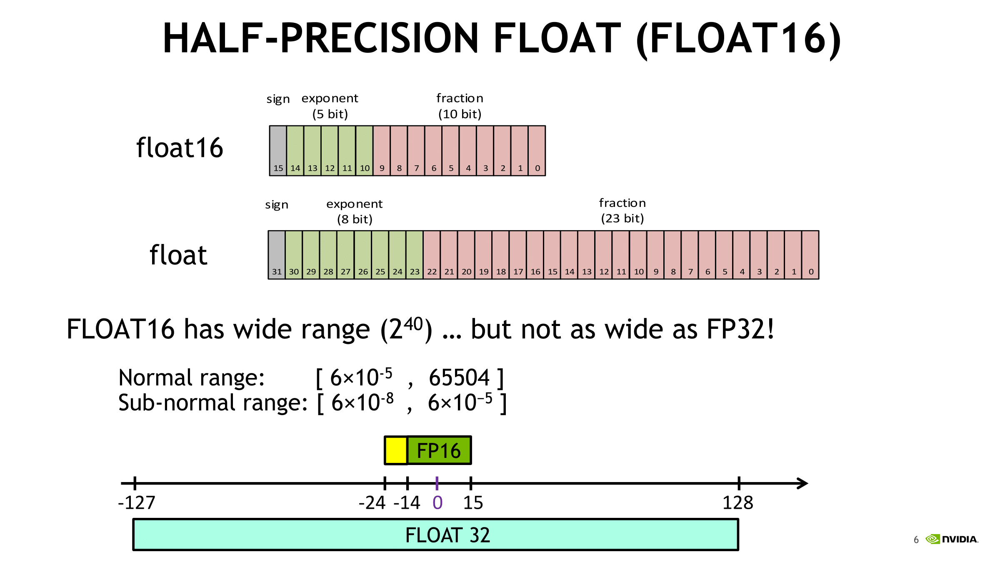 HALF-PRECISION FLOAT (FLOAT16)
sign exponent fraction
(5 bit) (10 bit)
float16
15 14 13 12 11 10 9 8 7 6 5 4 3 2 1 0
sign exponent fraction
(8 bit) (23 bit)
float
31 30 29 28 27 26 25 24 23 22 21 20 19 18 17 16 15 14 13 12 11 10 9 8 7 6 5 4 3 2 1 0
FLOAT16 has wide range (2⁴⁰) … but not as wide as FP32!
Normal range: [ 6×10⁻⁵ , 65504 ]
Sub-normal range: [ 6×10⁻⁸ , 6×10⁻⁵ ]
FP16
-127 -24 -14 0 15 128
FLOAT 32
6 NVIDIA.